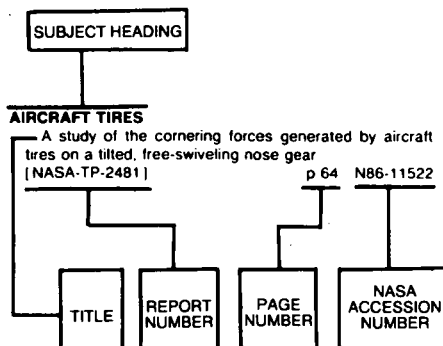 SUBJECT HEADING
AIRCRAFT TIRES
A study of the cornering forces generated by aircraft
tires on a tilted, free-swiveling nose gear
[NASA-TP-2481] p 64 N86-11522
TITLE
REPORT
NUMBER
PAGE
NUMBER
NASA
ACCESSION
NUMBER